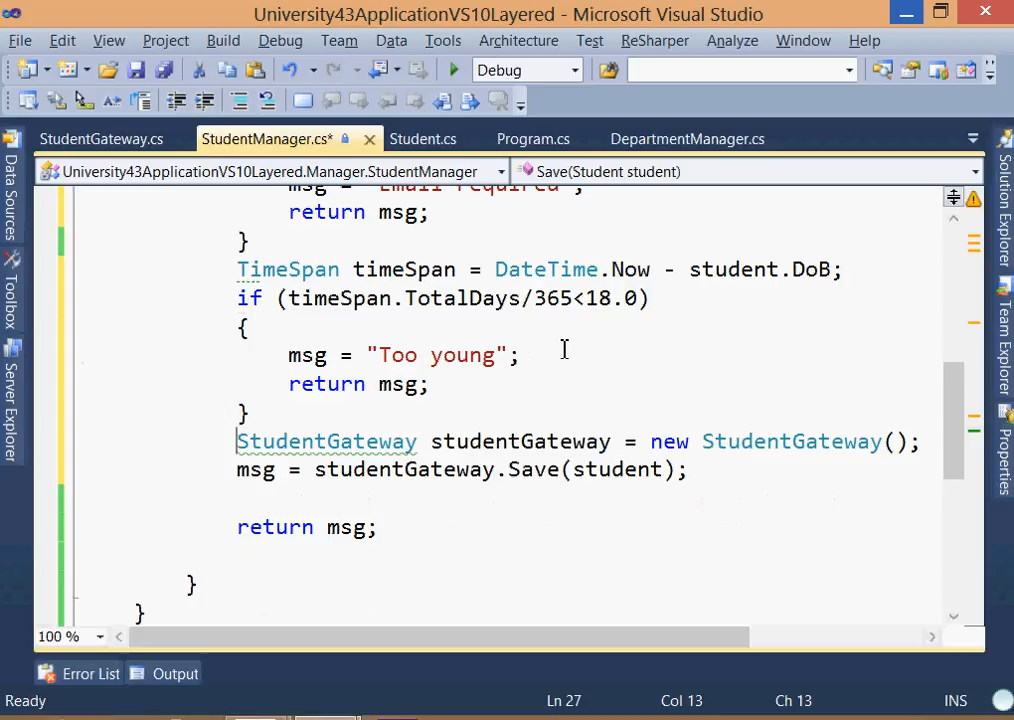 University43ApplicationVS10Layered - Microsoft Visual Studio
File Edit View Project Build Debug Team Data Tools Architecture Test ReSharper Analyze Window Help
Debug
StudentGateway.cs StudentManager.cs* Student.cs Program.cs DepartmentManager.cs
University43ApplicationVS10Layered.Manager.StudentManager Save(Student student)
msg = "Email required";
return msg;
}
TimeSpan timeSpan = DateTime.Now - student.DoB;
if (timeSpan.TotalDays/365<18.0)
{
msg = "Too young";
return msg;
}
StudentGateway studentGateway = new StudentGateway();
msg = studentGateway.Save(student);
return msg;
}
}
100 %
Error List Output
Ready Ln 27 Col 13 Ch 13 INS
Data Sources
Toolbox
Server Explorer
Solution Explorer
Team Explorer
Properties